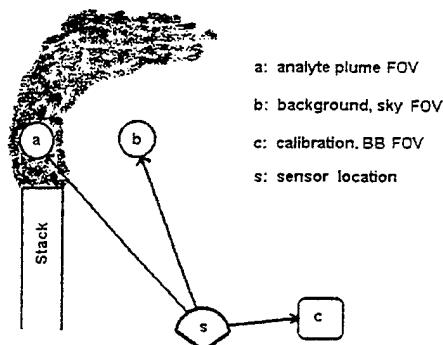 a: analyte plume FOV
a
b
b: background, sky FOV
c: calibration. BB FOV
s: sensor location
Stack
s
c